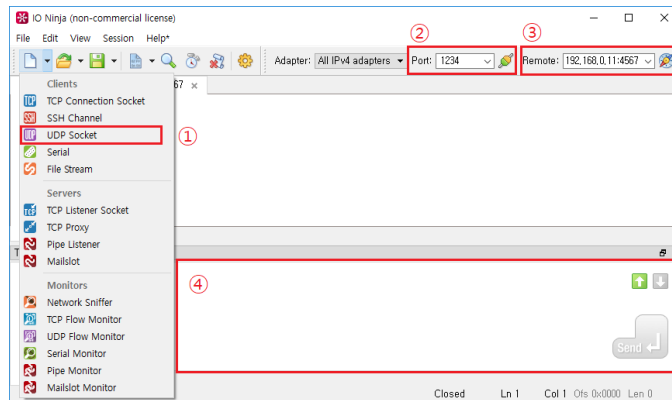 IO Ninja (non-commercial license)
File Edit View Session Help*
②
③
Adapter: All IPv4 adapters Port: 1234 Remote: 192,168,0,11:4567
67 ×
Clients
TCP Connection Socket
SSH Channel
UDP Socket
①
Serial
File Stream
Servers
TCP Listener Socket
TCP Proxy
Pipe Listener
Mailslot
④
Monitors
Network Sniffer
TCP Flow Monitor
UDP Flow Monitor
Serial Monitor
Pipe Monitor
Mailslot Monitor
Send
Closed Ln 1 Col 1 Ofs 0x0000 Len 0